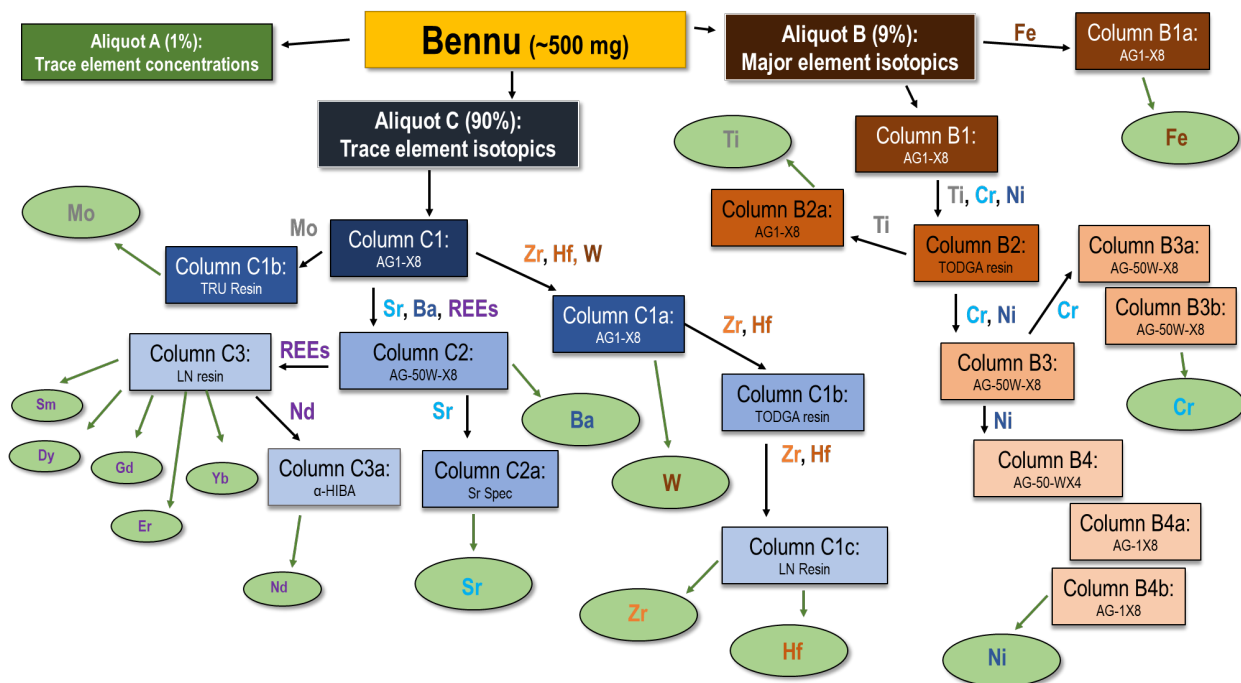 Bennu (~500 mg)
Aliquot A (1%):
Trace element concentrations
Aliquot B (9%):
Major element isotopics
Fe
Column B1a:
AG1-X8
Fe
Aliquot C (90%):
Trace element isotopics
Column B1:
AG1-X8
Ti
Ti, Cr, Ni
Column B2a:
AG1-X8
Ti
Column B2:
TODGA resin
Column B3a:
AG-50W-X8
Cr
Column B3b:
AG-50W-X8
Cr, Ni
Column B3:
AG-50W-X8
Cr
Ni
Column B4:
AG-50-WX4
Column B4a:
AG-1X8
Column B4b:
AG-1X8
Ni
Mo
Mo
Column C1:
AG1-X8
Column C1b:
TRU Resin
Zr, Hf, W
Sr, Ba, REEs
Column C1a:
AG1-X8
Zr, Hf
Column C3:
LN resin
REEs
Column C2:
AG-50W-X8
Column C1b:
TODGA resin
Sm
Nd
Sr
Ba
Dy
Gd
Yb
Er
Column C3a:
α-HIBA
Column C2a:
Sr Spec
W
Zr, Hf
Column C1c:
LN Resin
Nd
Sr
Zr
Hf